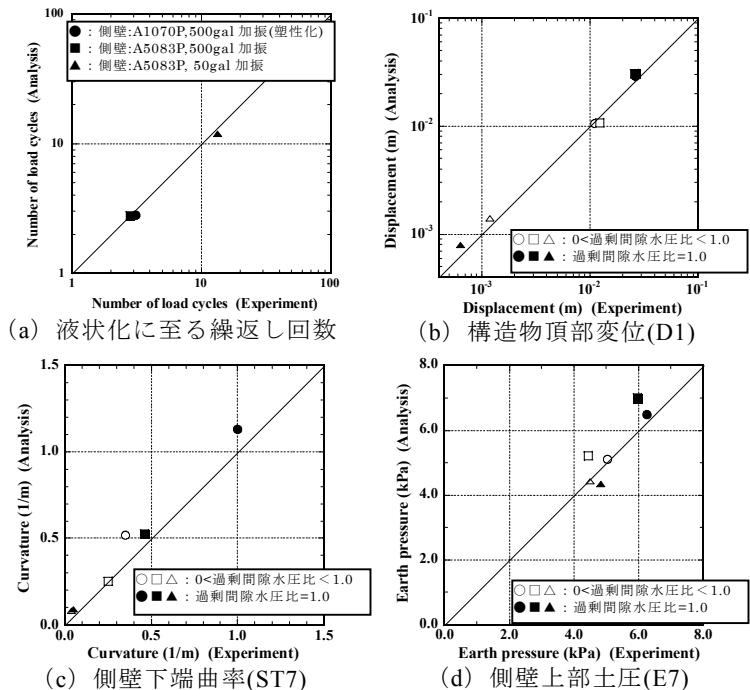 ● : 側壁:A1070P,500gal 加振(塑性化)
■ : 側壁:A5083P,500gal 加振
▲ : 側壁:A5083P, 50gal 加振
100
10
1
Number of load cycles (Analysis)
1 10 100
Number of load cycles (Experiment)
(a) 液状化に至る繰返し回数
10-1
10-2
10-3
Displacement (m) (Analysis)
○□△ : 0<過剰間隙水圧比<1.0
●■▲ : 過剰間隙水圧比=1.0
10-3 10-2 10-1
Displacement (m) (Experiment)
(b) 構造物頂部変位(D1)
1.5
1.0
0.5
0.0
Curvature (1/m) (Analysis)
○□△ : 0<過剰間隙水圧比<1.0
●■▲ : 過剰間隙水圧比=1.0
0.0 0.5 1.0 1.5
Curvature (1/m) (Experiment)
(c) 側壁下端曲率(ST7)
8.0
6.0
4.0
2.0
0.0
Earth pressure (kPa) (Analysis)
○□△ : 0<過剰間隙水圧比<1.0
●■▲ : 過剰間隙水圧比=1.0
0.0 2.0 4.0 6.0 8.0
Earth pressure (kPa) (Experiment)
(d) 側壁上部土圧(E7)